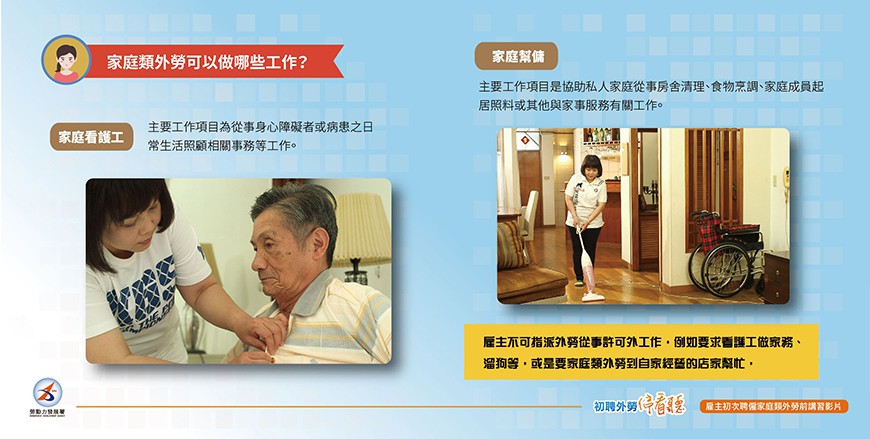 家庭類外勞可以做哪些工作？
家庭看護工
主要工作項目為從事身心障礙者或病患之日
常生活照顧相關事務等工作。
家庭幫傭
主要工作項目是協助私人家庭從事房舍清理、食物烹調、家庭成員起
居照料或其他與家事服務有關工作。
雇主不可指派外勞從事許可外工作，例如要求看護工做家務、
溜狗等，或是要家庭類外勞到自家經營的店家幫忙，
勞動力發展署
初聘外勞停看聽
雇主初次聘僱家庭類外勞前講習影片